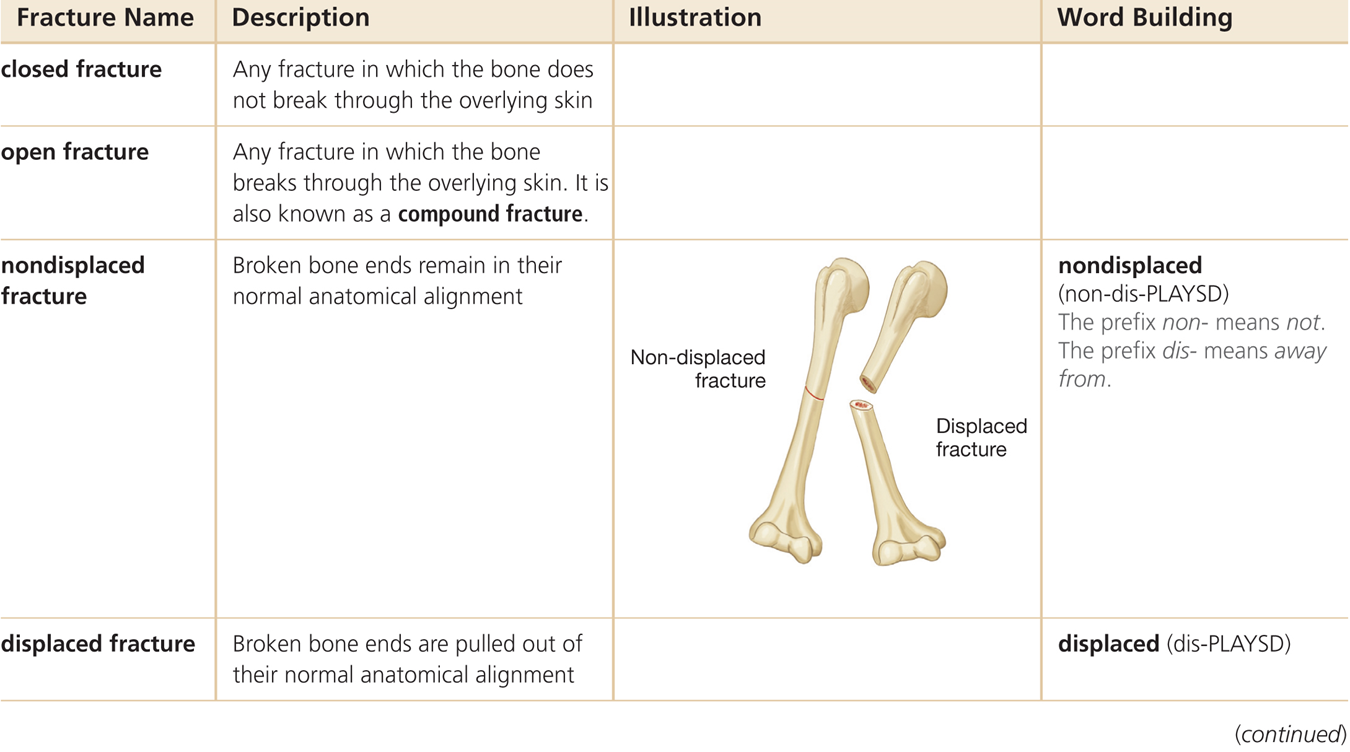 Fracture Name Description Illustration Word Building
closed fracture
Any fracture in which the bone does
not break through the overlying skin
open fracture
Any fracture in which the bone
breaks through the overlying skin. It is
also known as a compound fracture.
nondisplaced
fracture
Broken bone ends remain in their
normal anatomical alignment
Non-displaced
fracture
Displaced
fracture
nondisplaced
(non-dis-PLAYSD)
The prefix non- means not.
The prefix dis- means away
from.
displaced fracture
Broken bone ends are pulled out of
their normal anatomical alignment
displaced (dis-PLAYSD)
(continued)